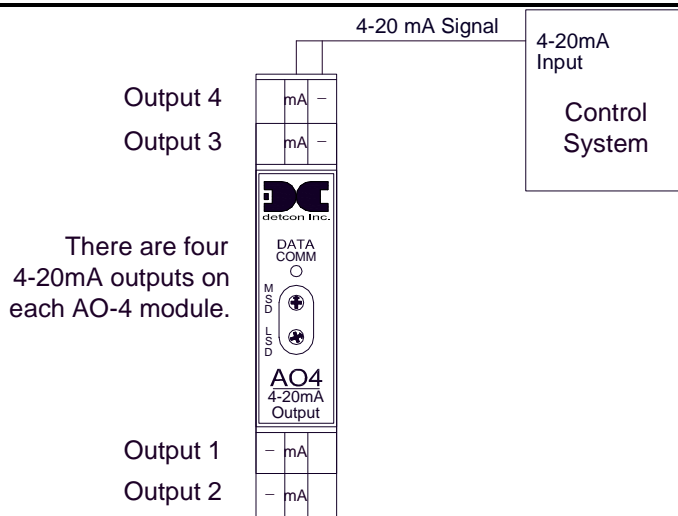 4-20 mA Signal
4-20mA
Input
Control
System
Output 4
mA –
Output 3
mA –
detcon Inc.
There are four
4-20mA outputs on
each AO-4 module.
DATA
COMM
MSD
LSD
AO4
4-20mA
Output
Output 1
– mA
Output 2
– mA